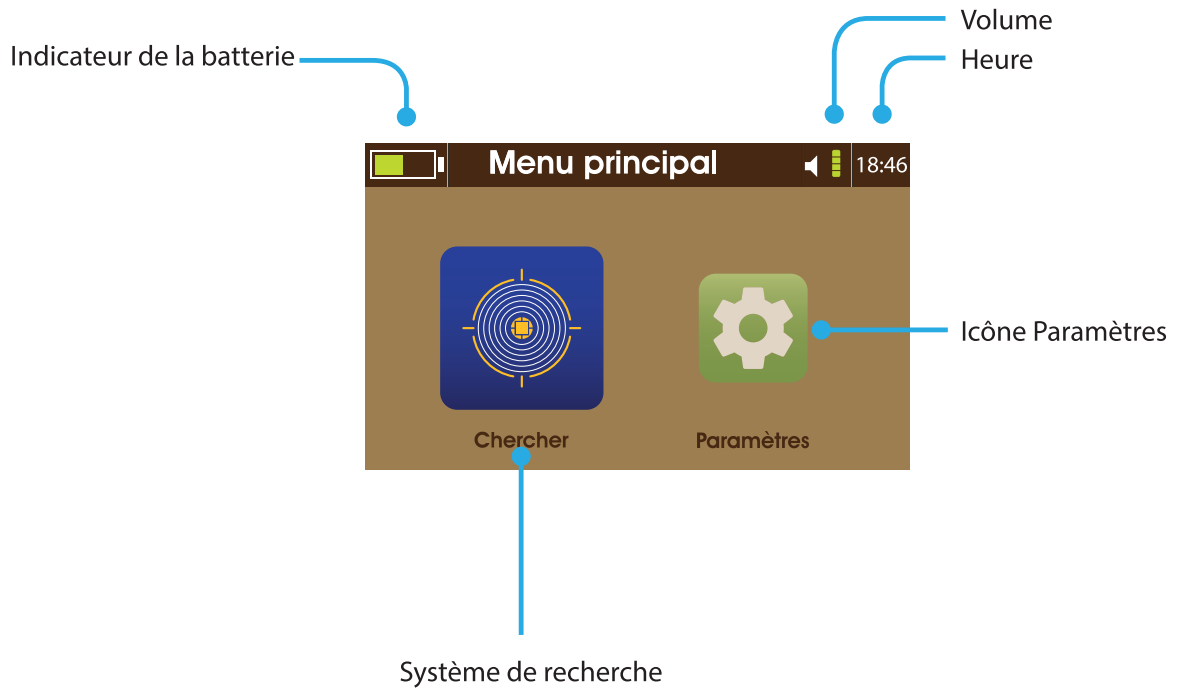 Volume
Indicateur de la batterie
Heure
Menu principal
18:46
Icône Paramètres
Chercher
Paramètres
Système de recherche